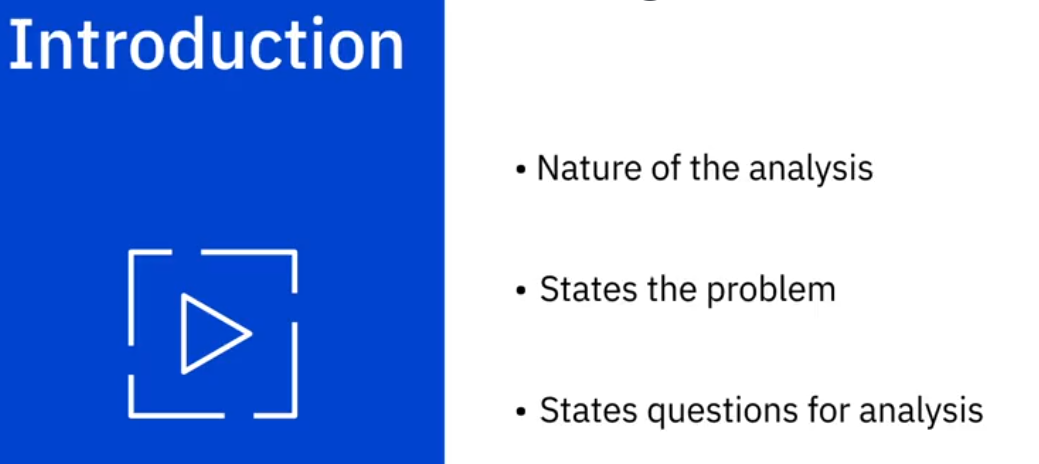 Introduction
• Nature of the analysis
• States the problem
• States questions for analysis